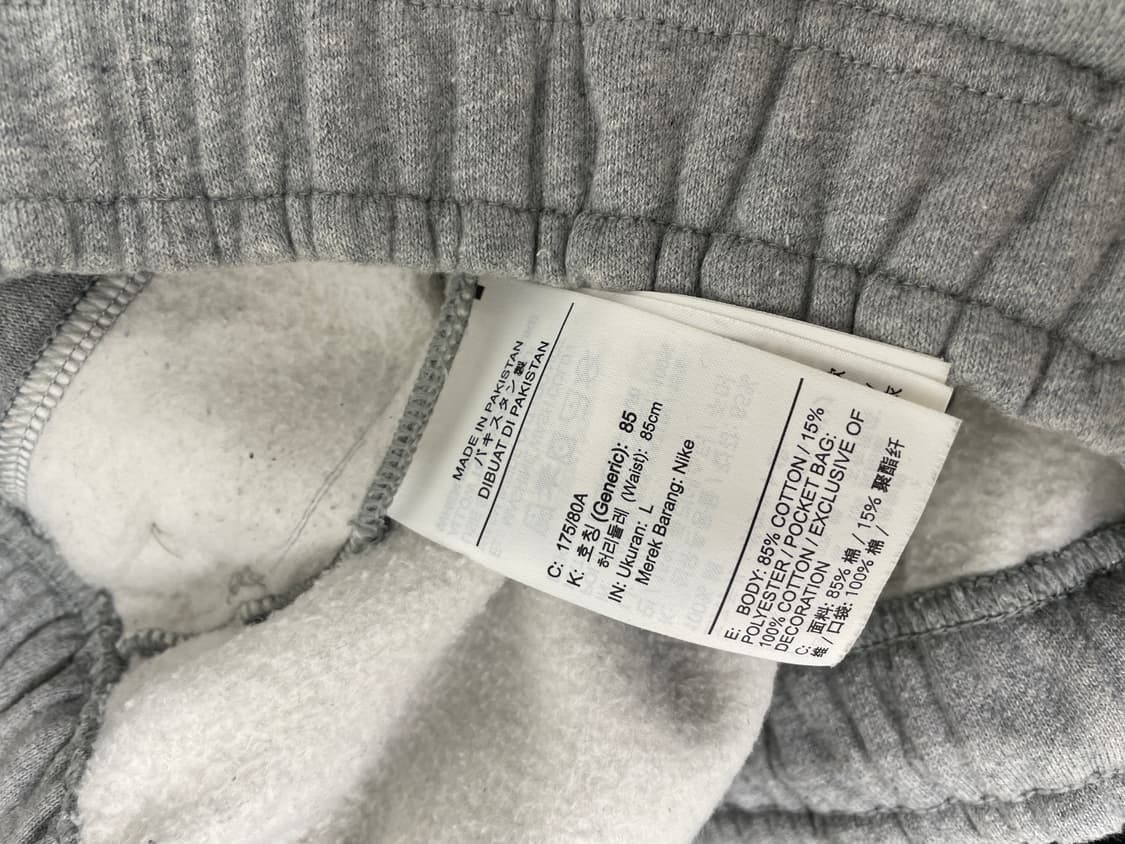 MADE IN PAKISTAN
パキスタン製
DIBUAT DI PAKISTAN
C: 175/80A
K: 호칭 (Generic): 85
허리둘레 (Waist): 85cm
IN: Ukuran: L
Merek Barang: Nike
E: BODY: 85% COTTON / 15%
POLYESTER / POCKET BAG:
100% COTTON / EXCLUSIVE OF
DECORATION
C: 面料: 85% 棉 / 15% 聚酯纤
维 / 口袋: 100% 棉 /